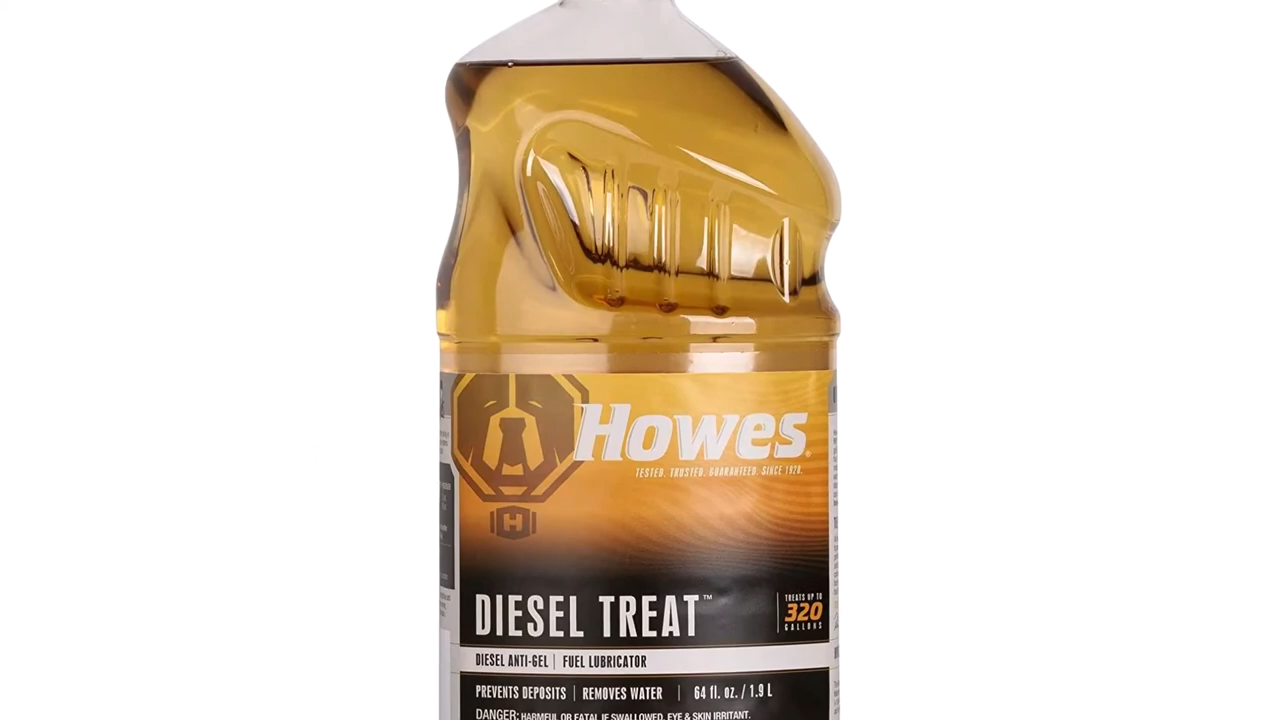 Howes®
TESTED. TRUSTED. GUARANTEED. SINCE 1920.
H
DIESEL TREAT™
TREATS UP TO
320
GALLONS
DIESEL ANTI-GEL | FUEL LUBRICATOR
PREVENTS DEPOSITS | REMOVES WATER | 64 fl. oz. / 1.9 L
DANGER: HARMFUL OR FATAL IF SWALLOWED. EYE & SKIN IRRITANT.